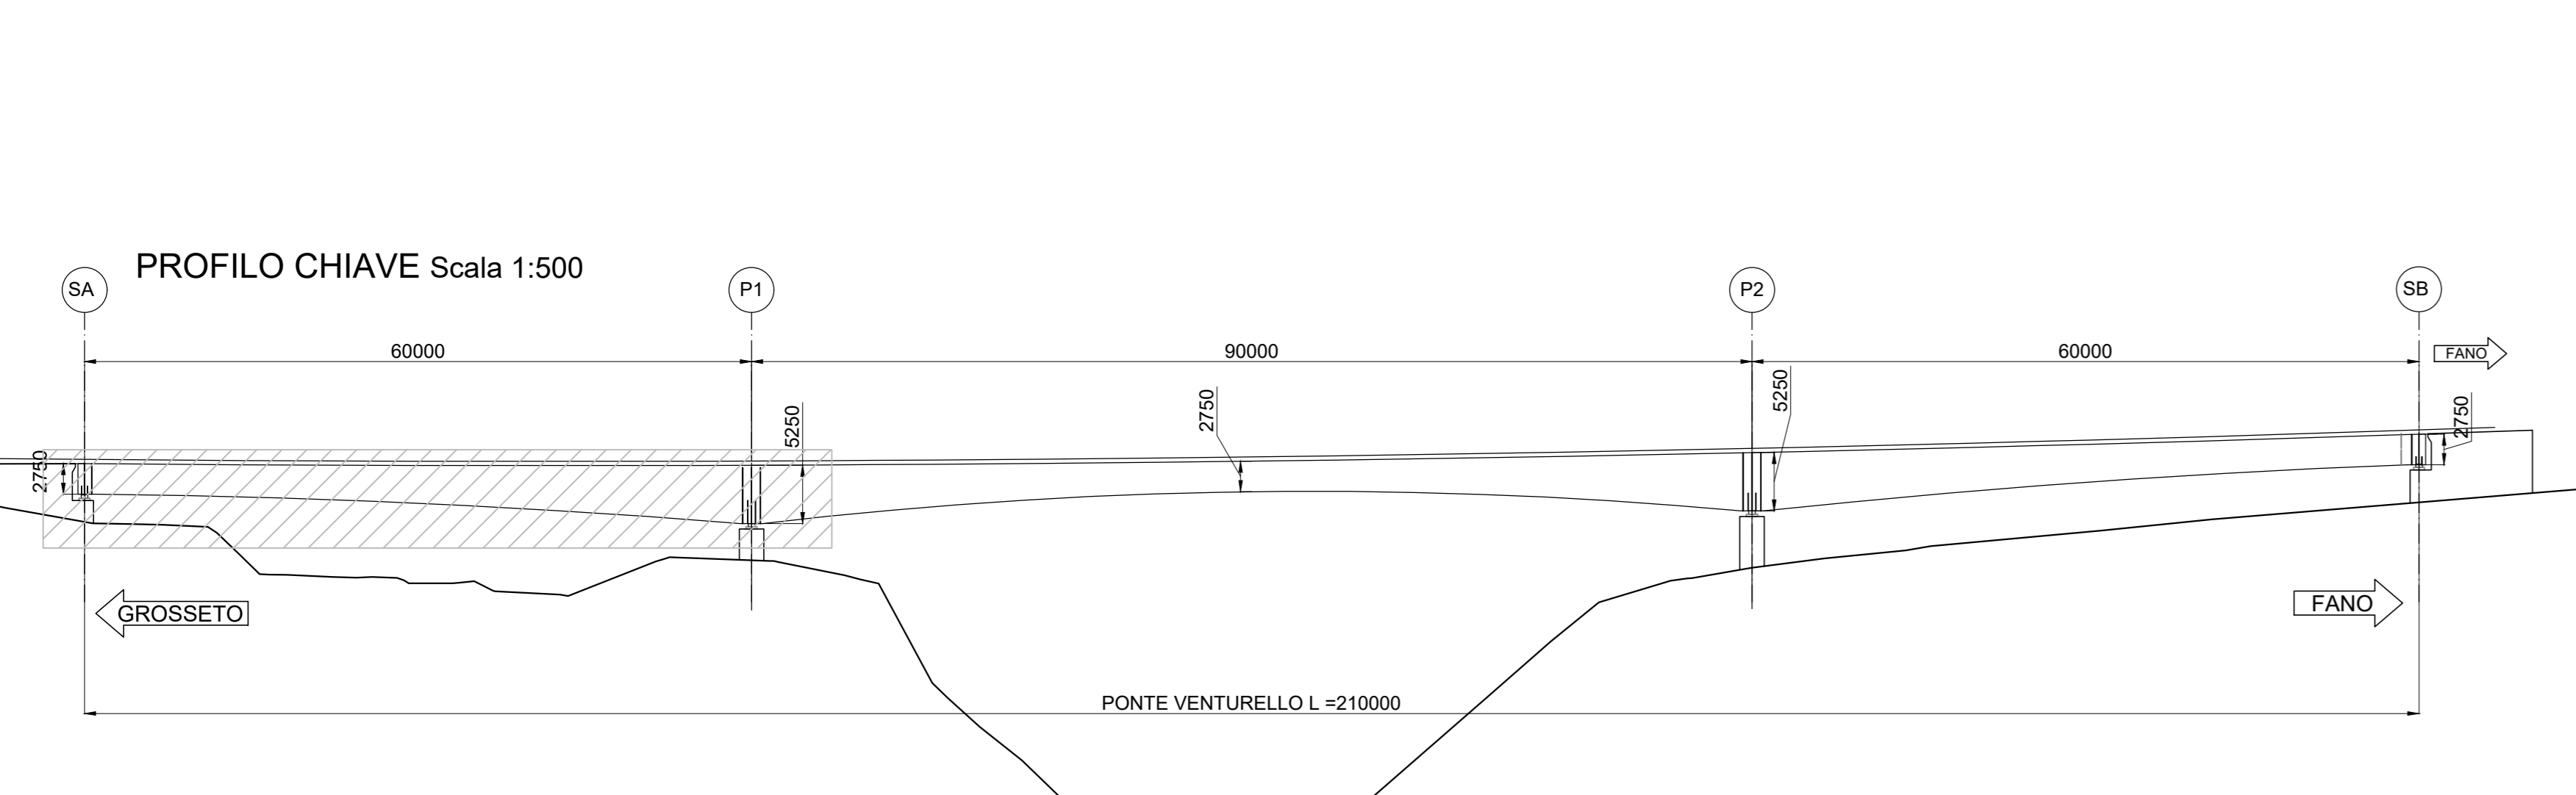 PROFILO CHIAVE Scala 1:500
SA
P1
P2
SB
60000
90000
60000
FANO
2750
5250
2750
5250
2750
GROSSETO
FANO
PONTE VENTURELLO L =210000